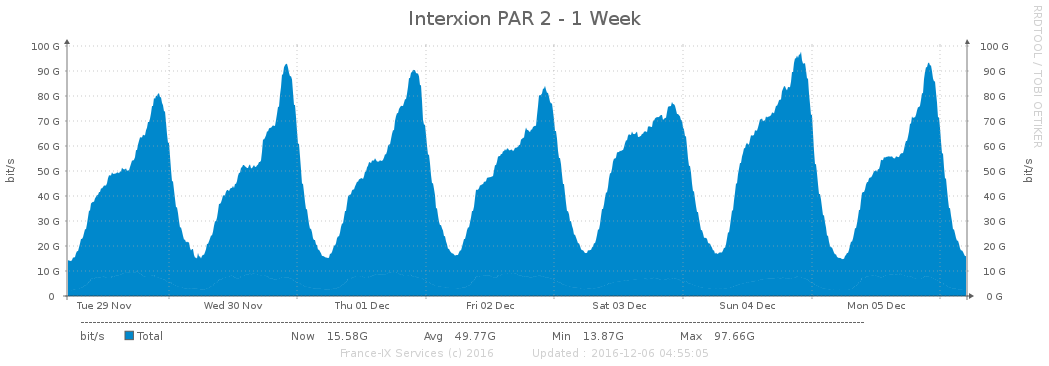 Interxion PAR 2 - 1 Week
RRDTOOL / TOBI OETIKER
100 G 100 G
90 G 90 G
80 G 80 G
70 G 70 G
60 G 60 G
50 G 50 G
40 G 40 G
30 G 30 G
20 G 20 G
10 G 10 G
0 0 G
bit/s bit/s
Tue 29 Nov Wed 30 Nov Thu 01 Dec Fri 02 Dec Sat 03 Dec Sun 04 Dec Mon 05 Dec
bit/s Total Now 15.58G Avg 49.77G Min 13.87G Max 97.66G
France-IX Services (c) 2016 Updated : 2016-12-06 04:55:05